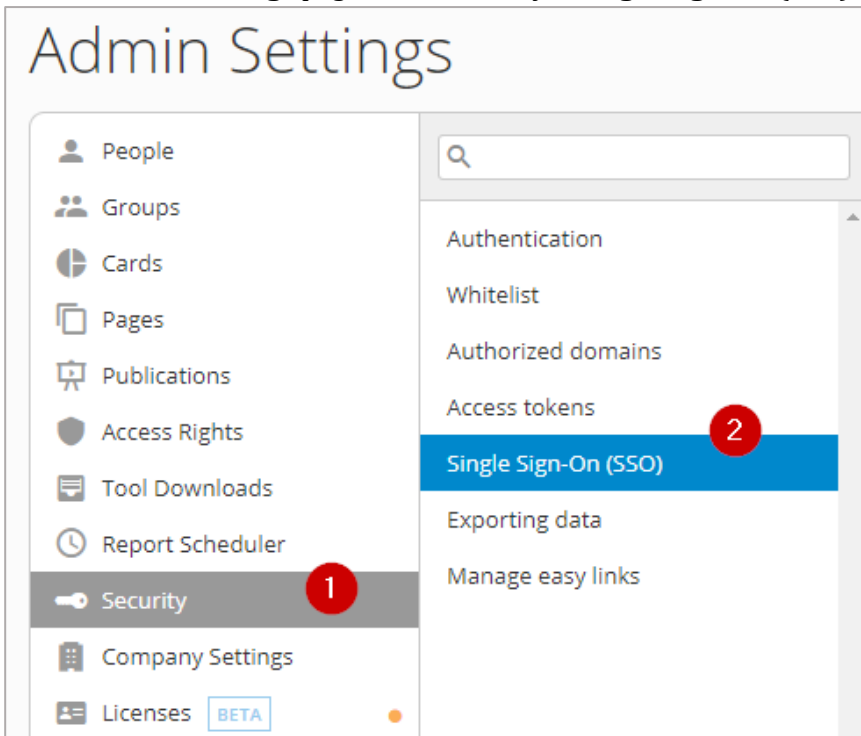 Admin Settings
People
Groups
Cards
Pages
Publications
Access Rights
Tool Downloads
Report Scheduler
1
Security
Company Settings
Licenses BETA
Authentication
Whitelist
Authorized domains
Access tokens
2
Single Sign-On (SSO)
Exporting data
Manage easy links